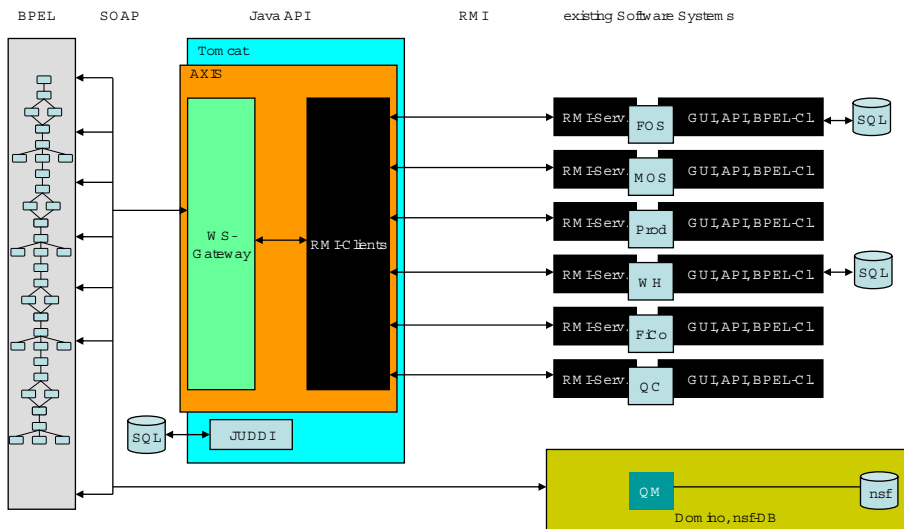 BPEL SOAP Java API RMI existing Software Systems
Tomcat
AXIS
WS-
Gateway
RMI-Clients
RMI-Serv. FOS GUI,API,BPEL-Cl SQL
RMI-Serv. MOS GUI,API,BPEL-Cl
RMI-Serv. Prod GUI,API,BPEL-Cl
RMI-Serv. WH GUI,API,BPEL-Cl SQL
RMI-Serv. FiCo GUI,API,BPEL-Cl
RMI-Serv. QC GUI,API,BPEL-Cl
SQL JUDDI
QM nsf
Domino,nsf-DB